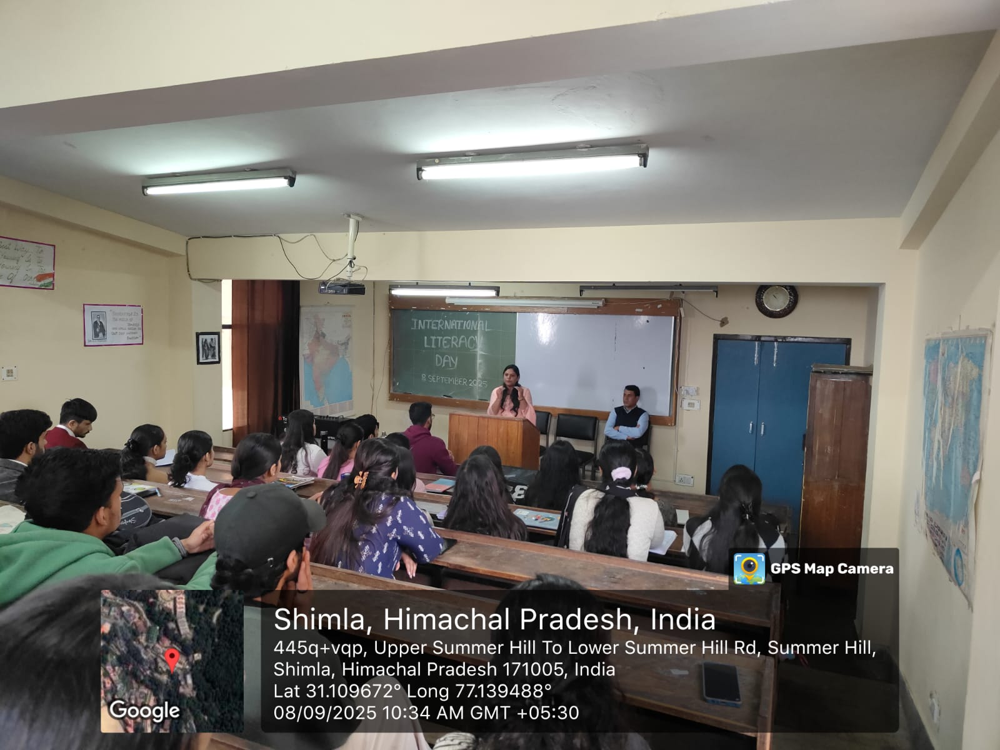 INTERNATIONAL
LITERACY
DAY
8 SEPTEMBER 2025
INDIA
GPS Map Camera
Shimla, Himachal Pradesh, India
445q+vqp, Upper Summer Hill To Lower Summer Hill Rd, Summer Hill,
Shimla, Himachal Pradesh 171005, India
Lat 31.109672° Long 77.139488°
08/09/2025 10:34 AM GMT +05:30
Google